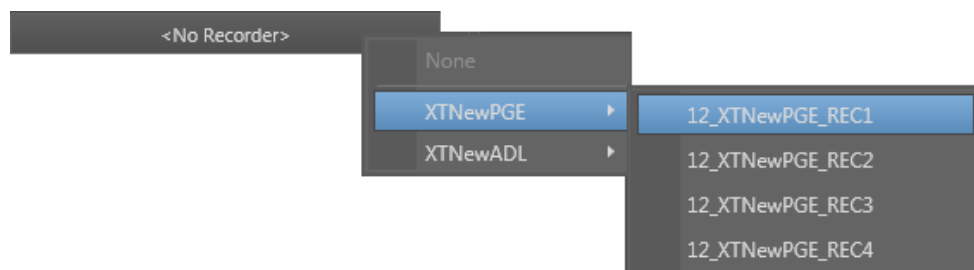 <No Recorder>
None
XTNewPGE
12_XTNewPGE_REC1
XTNewADL
12_XTNewPGE_REC2
12_XTNewPGE_REC3
12_XTNewPGE_REC4